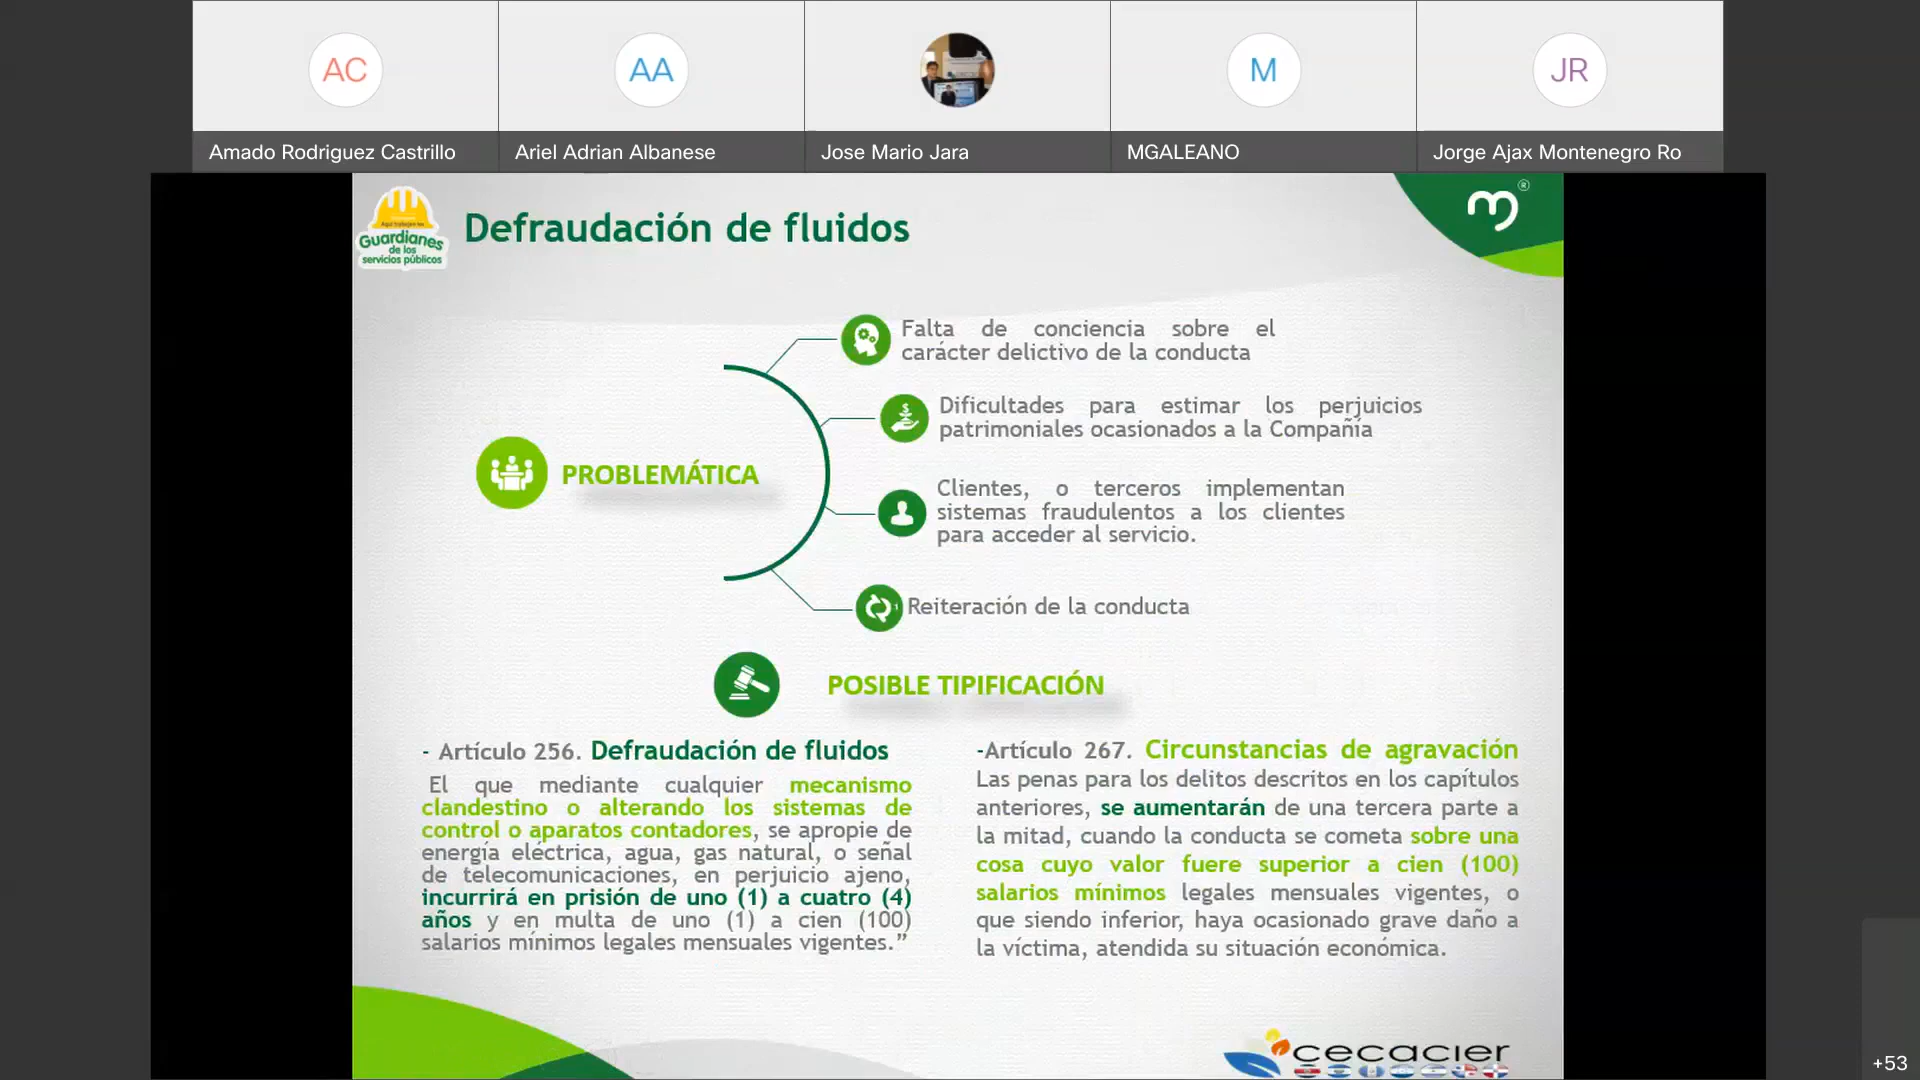 AC
AA
M
JR
Amado Rodriguez Castrillo
Ariel Adrian Albanese
Jose Mario Jara
MGALEANO
Jorge Ajax Montenegro Ro
Guardianes
de los
servicios públicos
Defraudación de fluidos
®
Falta de conciencia sobre el
carácter delictivo de la conducta
Dificultades para estimar los perjuicios
patrimoniales ocasionados a la Compañía
PROBLEMÁTICA
Clientes, o terceros implementan
sistemas fraudulentos a los clientes
para acceder al servicio.
Reiteración de la conducta
POSIBLE TIPIFICACIÓN
- Artículo 256. Defraudación de fluidos
El que mediante cualquier mecanismo
clandestino o alterando los sistemas de
control o aparatos contadores, se apropie de
energía eléctrica, agua, gas natural, o señal
de telecomunicaciones, en perjuicio ajeno,
incurrirá en prisión de uno (1) a cuatro (4)
años y en multa de uno (1) a cien (100)
salarios mínimos legales mensuales vigentes.”
-Artículo 267. Circunstancias de agravación
Las penas para los delitos descritos en los capítulos
anteriores, se aumentarán de una tercera parte a
la mitad, cuando la conducta se cometa sobre una
cosa cuyo valor fuere superior a cien (100)
salarios mínimos legales mensuales vigentes, o
que siendo inferior, haya ocasionado grave daño a
la víctima, atendida su situación económica.
cecacier
+53